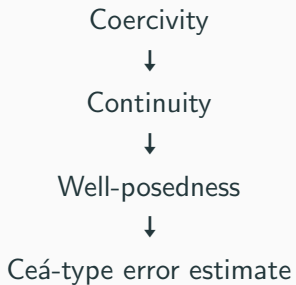 Coercivity
↓
Continuity
↓
Well-posedness
↓
Ceá-type error estimate